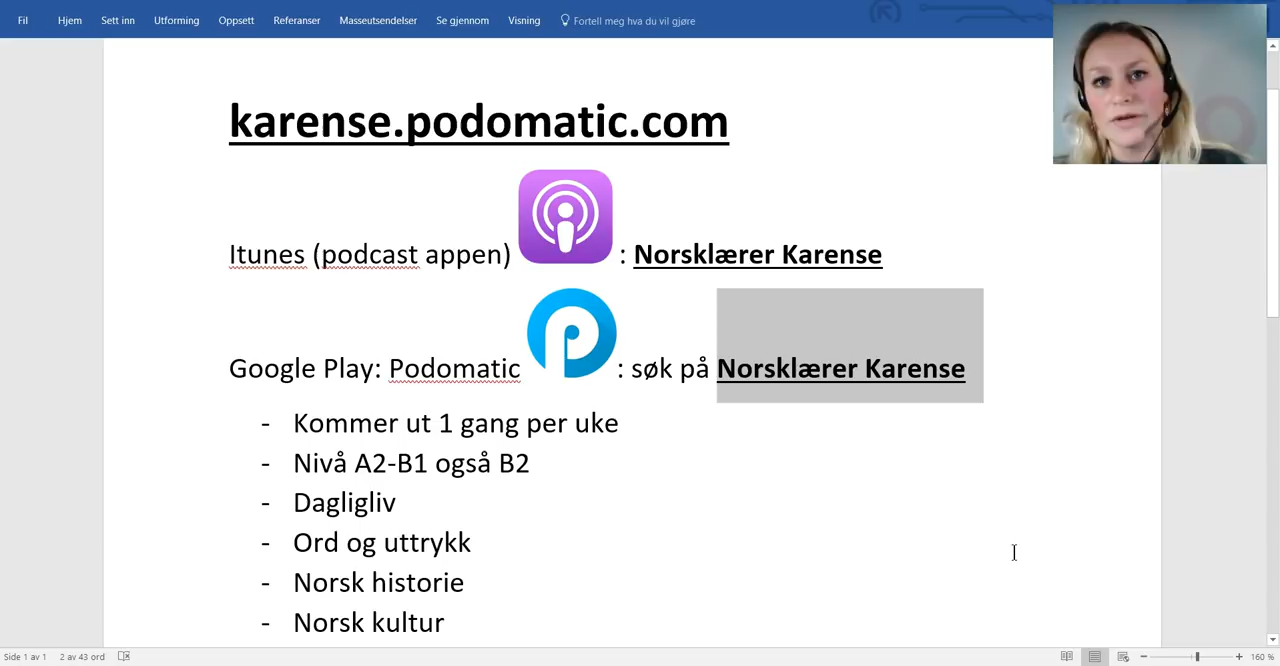 Fil Hjem Sett inn Utforming Oppsett Referanser Masseutsendelser Se gjennom Visning Fortell meg hva du vil gjøre
karense.podomatic.com
Itunes (podcast appen) : Norsklærer Karense
Google Play: Podomatic : søk på Norsklærer Karense
- Kommer ut 1 gang per uke
- Nivå A2-B1 også B2
- Dagligliv
- Ord og uttrykk
- Norsk historie
- Norsk kultur
Side 1 av 1 2 av 43 ord 160 %